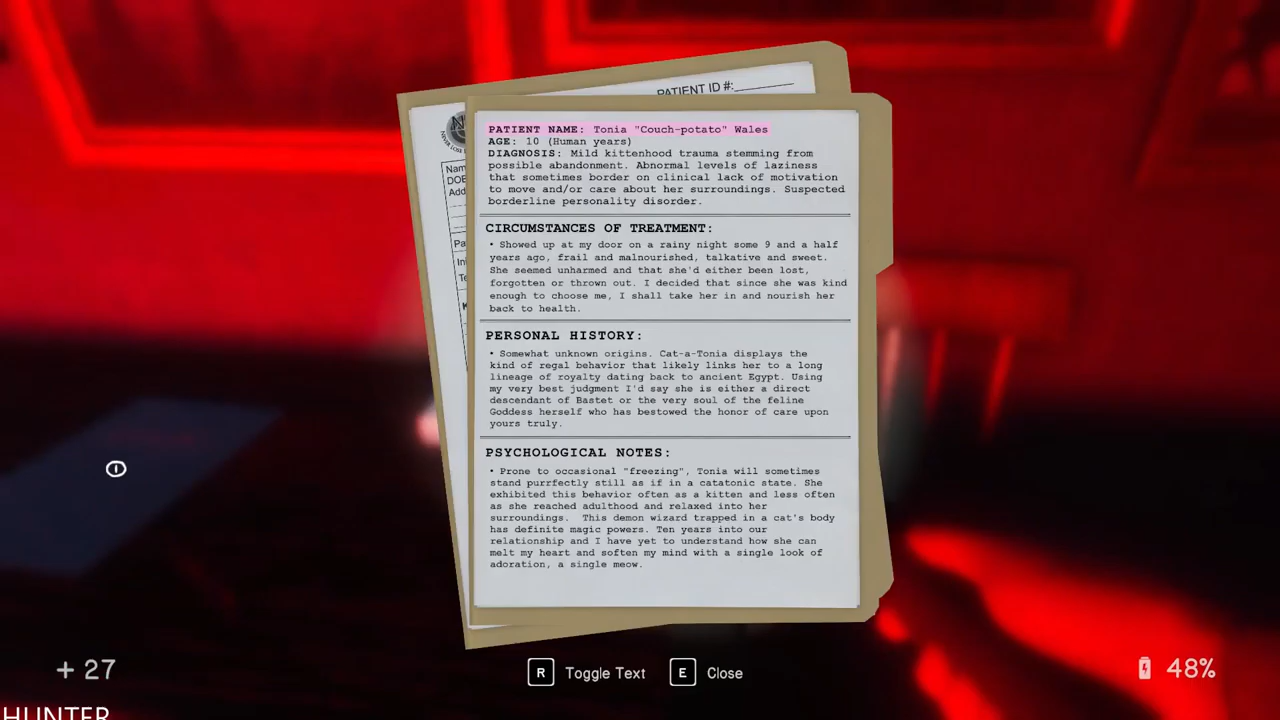 PATIENT ID #:
PATIENT NAME: Tonia "Couch-potato" Wales
AGE: 10 (Human years)
DIAGNOSIS: Mild kittenhood trauma stemming from
possible abandonment. Abnormal levels of laziness
that sometimes border on clinical lack of motivation
to move and/or care about her surroundings. Suspected
borderline personality disorder.
CIRCUMSTANCES OF TREATMENT:
• Showed up at my door on a rainy night some 9 and a half
years ago, frail and malnourished, talkative and sweet.
She seemed unharmed and that she'd either been lost,
forgotten or thrown out. I decided that since she was kind
enough to choose me, I shall take her in and nourish her
back to health.
PERSONAL HISTORY:
• Somewhat unknown origins. Cat-a-Tonia displays the
kind of regal behavior that likely links her to a long
lineage of royalty dating back to ancient Egypt. Using
my very best judgment I'd say she is either a direct
descendant of Bastet or the very soul of the feline
Goddess herself who has bestowed the honor of care upon
yours truly.
PSYCHOLOGICAL NOTES:
• Prone to occasional "freezing", Tonia will sometimes
stand purrfectly still as if in a catatonic state. She
exhibited this behavior often as a kitten and less often
as she reached adulthood and relaxed into her
surroundings. This demon wizard trapped in a cat's body
has definite magic powers. Ten years into our
relationship and I have yet to understand how she can
melt my heart and soften my mind with a single look of
adoration, a single meow.
Nam
DOE
Add
Pa
+ 27
R Toggle Text E Close
48%
HUNTER